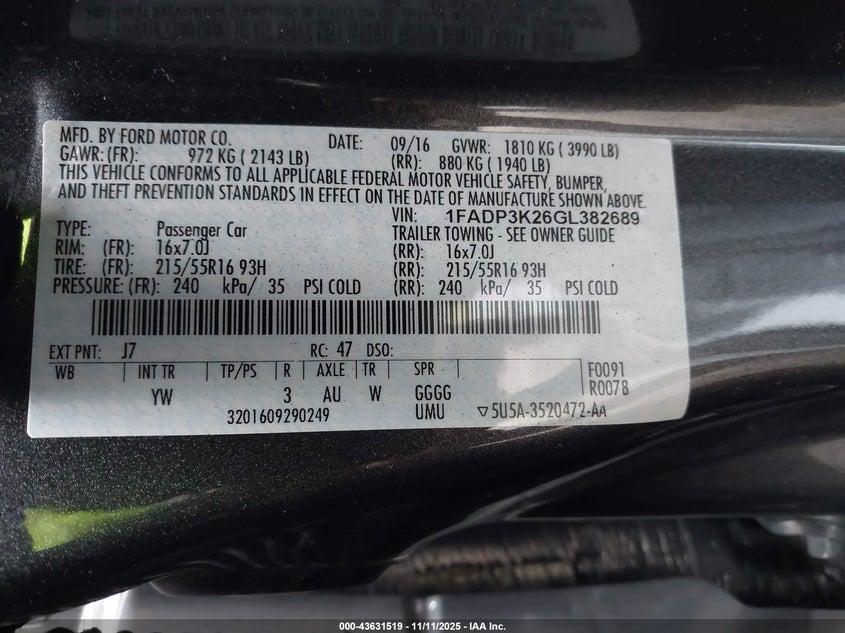 MFD. BY FORD MOTOR CO. DATE: 09/16 GVWR: 1810 KG ( 3990 LB)
GAWR: (FR): 972 KG ( 2143 LB) (RR): 880 KG ( 1940 LB)
THIS VEHICLE CONFORMS TO ALL APPLICABLE FEDERAL MOTOR VEHICLE SAFETY, BUMPER,
AND THEFT PREVENTION STANDARDS IN EFFECT ON THE DATE OF MANUFACTURE SHOWN ABOVE.
VIN: 1FADP3K26GL382689
TYPE: Passenger Car TRAILER TOWING - SEE OWNER GUIDE
RIM: (FR): 16x7.0J (RR): 16x7.0J
TIRE: (FR): 215/55R16 93H (RR): 215/55R16 93H
PRESSURE: (FR): 240 kPa/ 35 PSI COLD (RR): 240 kPa/ 35 PSI COLD
EXT PNT: J7 RC: 47 DSO:
WB INT TR TP/PS R AXLE TR SPR F0091
YW 3 AU W GGGG R0078
3201609290249 UMU ▽5U5A-3520472-AA
000-43631519 - 11/11/2025 - IAA Inc.